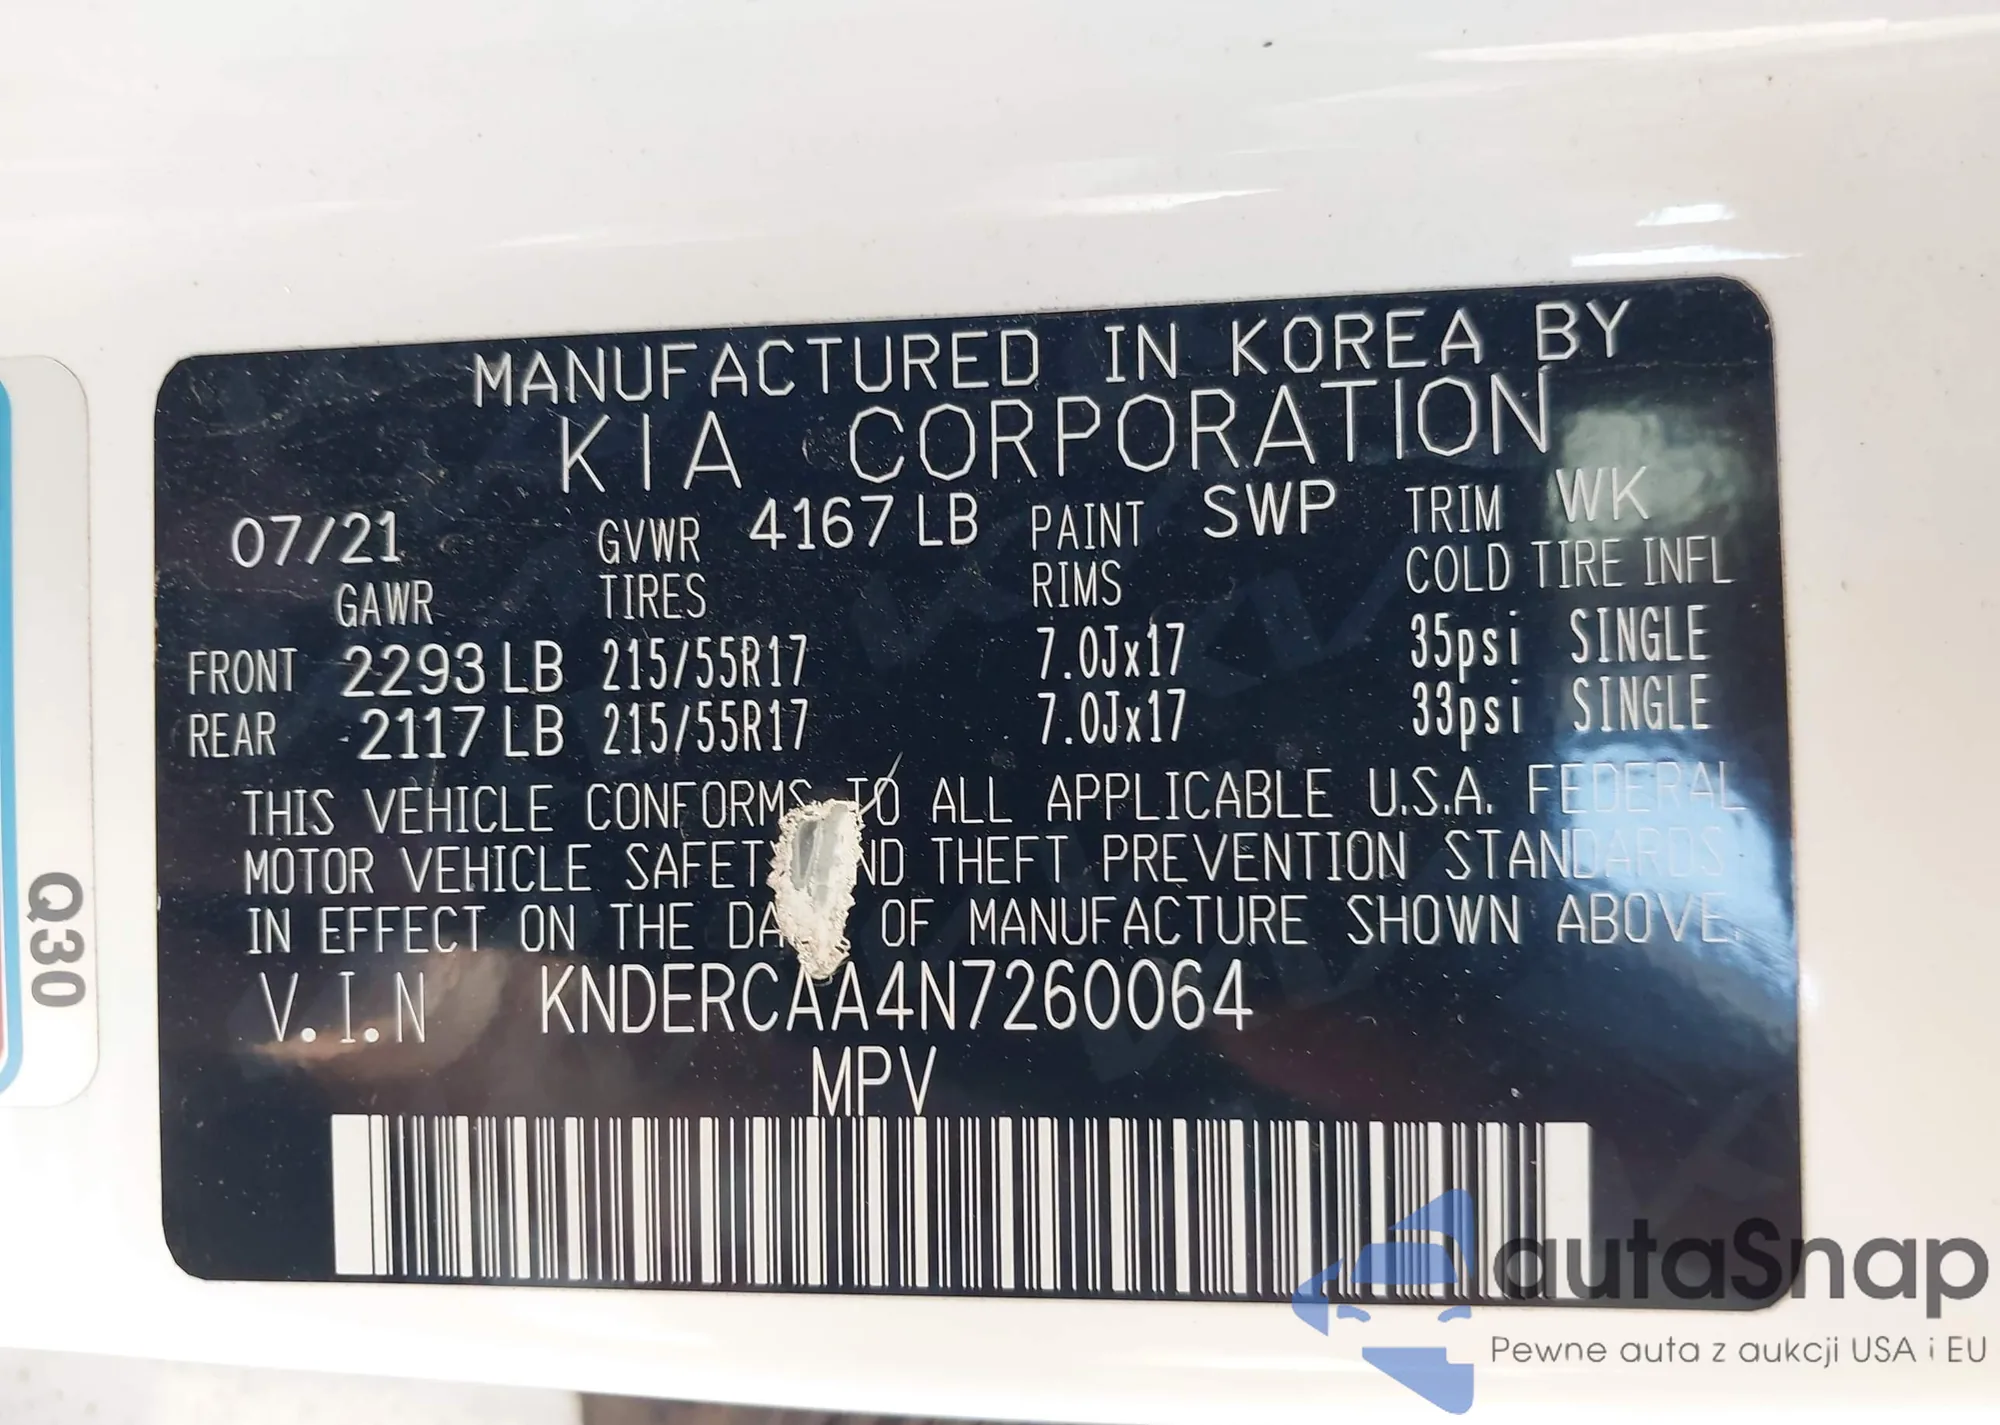 MANUFACTURED IN KOREA BY
KIA CORPORATION
07/21 GVWR 4167 LB PAINT SWP TRIM WK
GAWR TIRES RIMS COLD TIRE INFL
FRONT 2293 LB 215/55R17 7.0Jx17 35psi SINGLE
REAR 2117 LB 215/55R17 7.0Jx17 33psi SINGLE
THIS VEHICLE CONFORMS TO ALL APPLICABLE U.S.A. FEDERAL
MOTOR VEHICLE SAFETY AND THEFT PREVENTION STANDARDS
IN EFFECT ON THE DA OF MANUFACTURE SHOWN ABOVE.
V.I.N KNDERCAA4N7260064
MPV
Q30
autaSnap
Pewne auta z aukcji USA i EU